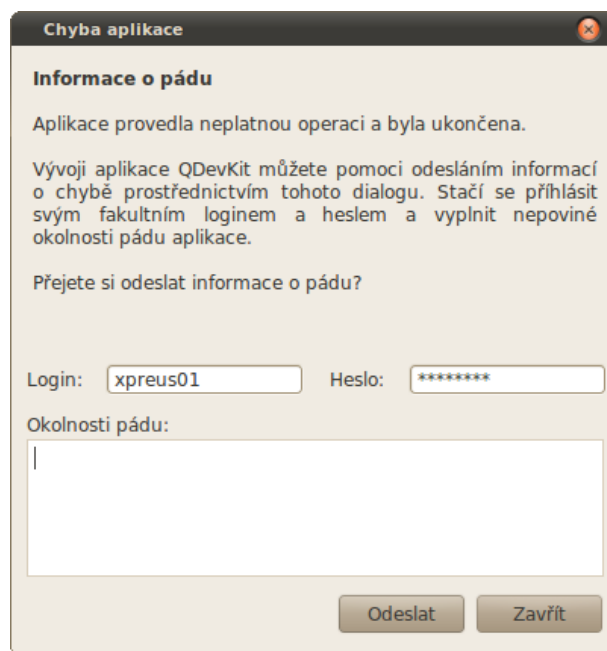 Chyba aplikace
Informace o pádu
Aplikace provedla neplatnou operaci a byla ukončena.
Vývoji aplikace QDevKit můžete pomoci odesláním informací
o chybě prostřednictvím tohoto dialogu. Stačí se příhlásit
svým fakultním loginem a heslem a vyplnit nepoviné
okolnosti pádu aplikace.
Přejete si odeslat informace o pádu?
Login: xpreus01 Heslo: ********
Okolnosti pádu:
Odeslat Zavřít